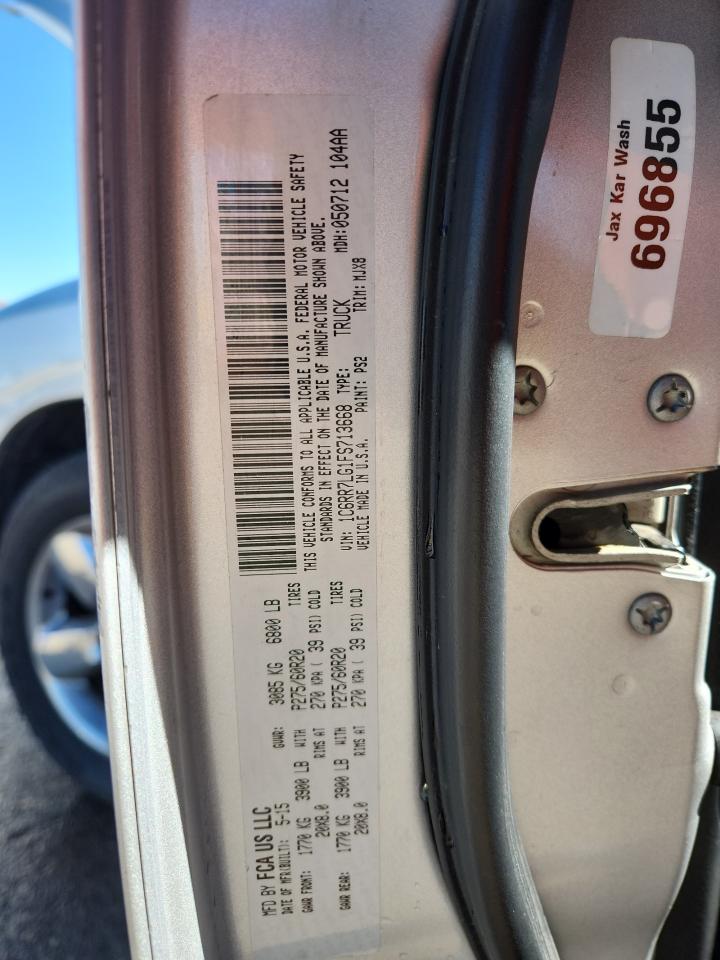 MFD BY FCA US LLC
DATE OF MFR(BUILT): 5-15 GVWR: 3085 KG 6800 LB
GAWR FRONT: 1770 KG 3900 LB WITH P275/60R20 TIRES
20X8.0 RIMS AT 270 KPA ( 39 PSI) COLD
GAWR REAR: 1770 KG 3900 LB WITH P275/60R20 TIRES
20X8.0 RIMS AT 270 KPA ( 39 PSI) COLD
THIS VEHICLE CONFORMS TO ALL APPLICABLE U.S.A. FEDERAL MOTOR VEHICLE SAFETY
STANDARDS IN EFFECT ON THE DATE OF MANUFACTURE SHOWN ABOVE.
VIN: 1C6RR7LG1FS713668 TYPE: TRUCK MDH:050712 104AA
VEHICLE MADE IN U.S.A. PAINT: PS2 TRIM: MJX8
Jax Kar Wash
696855